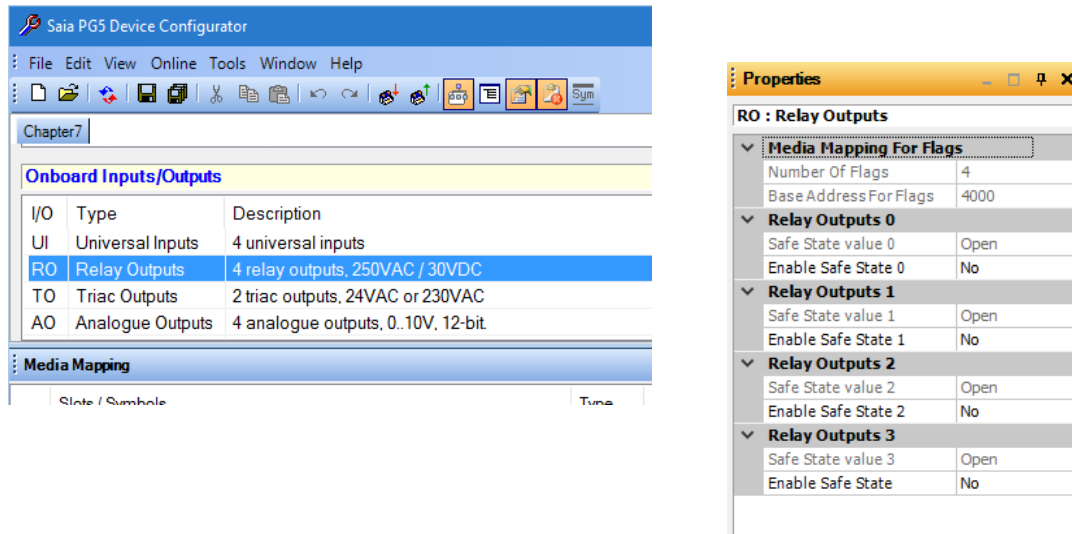 Saia PG5 Device Configurator
File Edit View Online Tools Window Help
Sym
Chapter7
Onboard Inputs/Outputs
I/O Type Description
UI Universal Inputs 4 universal inputs
RO Relay Outputs 4 relay outputs, 250VAC / 30VDC
TO Triac Outputs 2 triac outputs, 24VAC or 230VAC
AO Analogue Outputs 4 analogue outputs, 0..10V, 12-bit.
Media Mapping
Slots / Symbols Type
Properties
RO : Relay Outputs
Media Mapping For Flags
Number Of Flags 4
Base Address For Flags 4000
Relay Outputs 0
Safe State value 0 Open
Enable Safe State 0 No
Relay Outputs 1
Safe State value 1 Open
Enable Safe State 1 No
Relay Outputs 2
Safe State value 2 Open
Enable Safe State 2 No
Relay Outputs 3
Safe State value 3 Open
Enable Safe State No